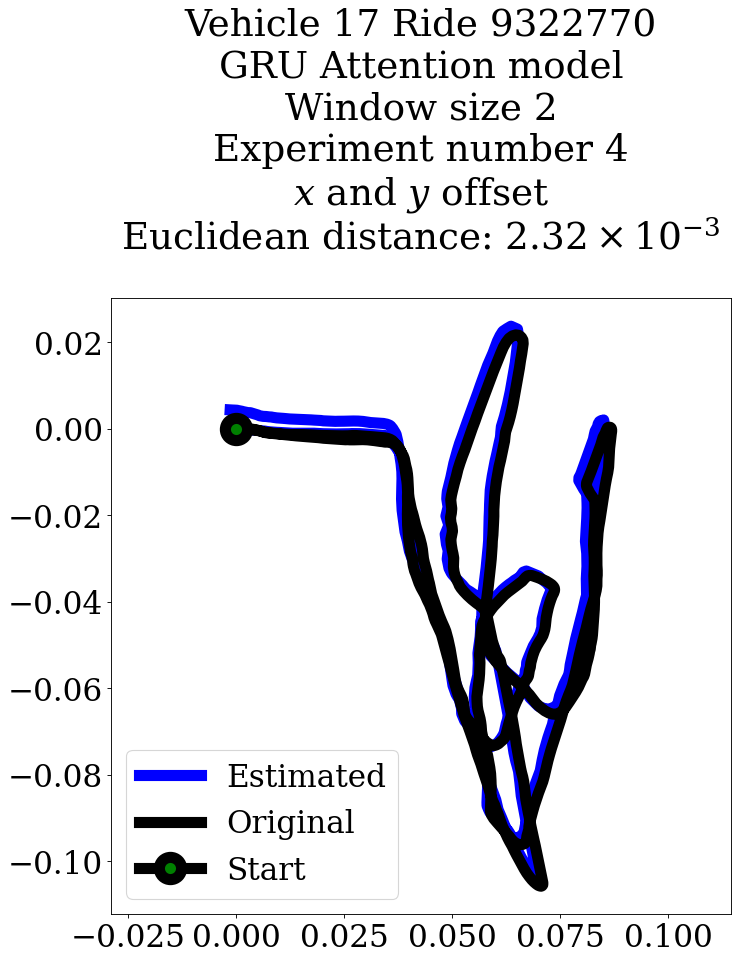 Vehicle 17 Ride 9322770
GRU Attention model
Window size 2
Experiment number 4
x and y offset
Euclidean distance: 2.32 × 10⁻³
0.02
0.00
−0.02
−0.04
−0.06
−0.08
−0.10
Estimated
Original
Start
−0.025 0.000 0.025 0.050 0.075 0.100